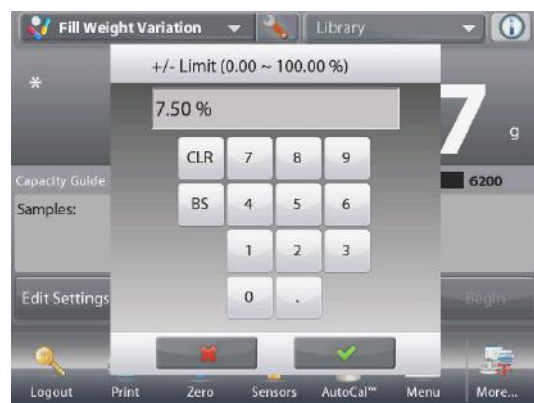 Fill Weight Variation
Library
+/- Limit (0.00 ~ 100.00 %)
*
7.50 %
7 g
CLR 7 8 9
Capacity Guide
6200
Samples:
BS 4 5 6
1 2 3
Edit Settings
0 .
Begin
Logout Print Zero Sensors AutoCal™ Menu More...